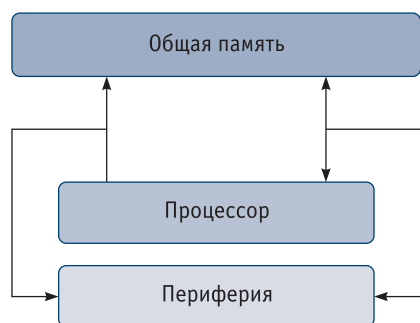 Общая память
Процессор
Периферия